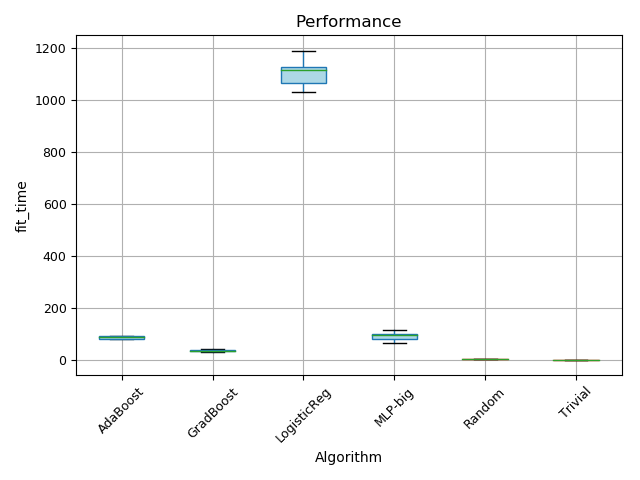 Performance
1200
1000
800
600
400
200
0
fit_time
AdaBoost
GradBoost
LogisticReg
MLP-big
Random
Trivial
Algorithm